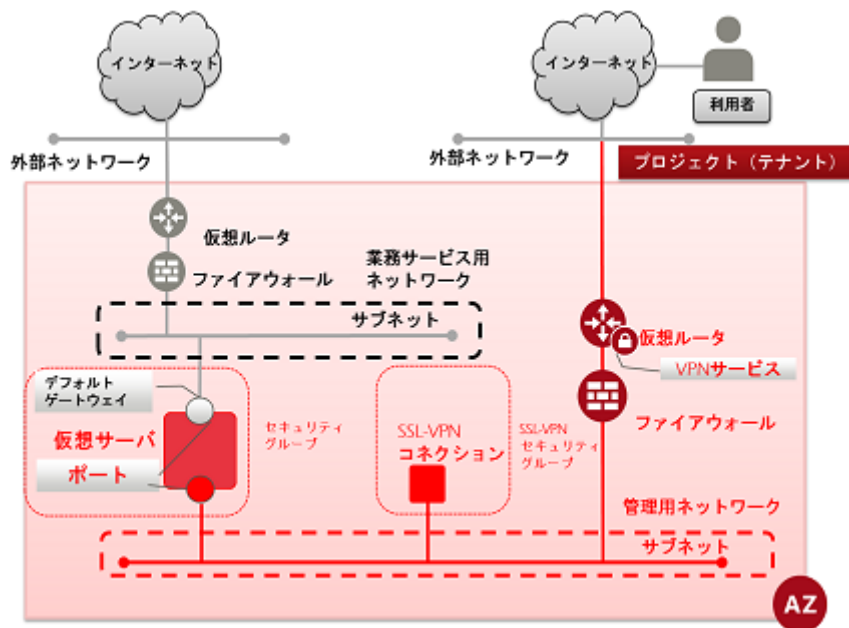 インターネット
インターネット
利用者
外部ネットワーク
外部ネットワーク
プロジェクト（テナント）
仮想ルータ
ファイアウォール
業務サービス用
ネットワーク
サブネット
仮想ルータ
VPNサービス
ファイアウォール
デフォルト
ゲートウェイ
仮想サーバ
ポート
セキュリティ
グループ
SSL-VPN
コネクション
SSL-VPN
セキュリティ
グループ
管理用ネットワーク
サブネット
AZ